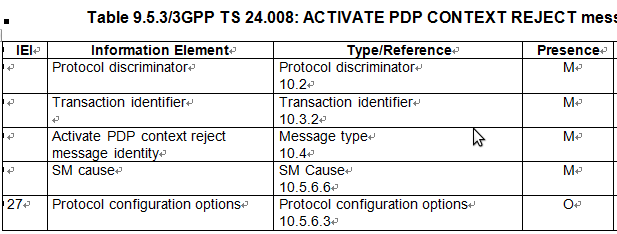 Table 9.5.3/3GPP TS 24.008: ACTIVATE PDP CONTEXT REJECT mess
IEI Information Element Type/Reference Presence
Protocol discriminator Protocol discriminator M
10.2
Transaction identifier Transaction identifier M
10.3.2
Activate PDP context reject Message type M
message identity 10.4
SM cause SM Cause M
10.5.6.6
27 Protocol configuration options Protocol configuration options O
10.5.6.3